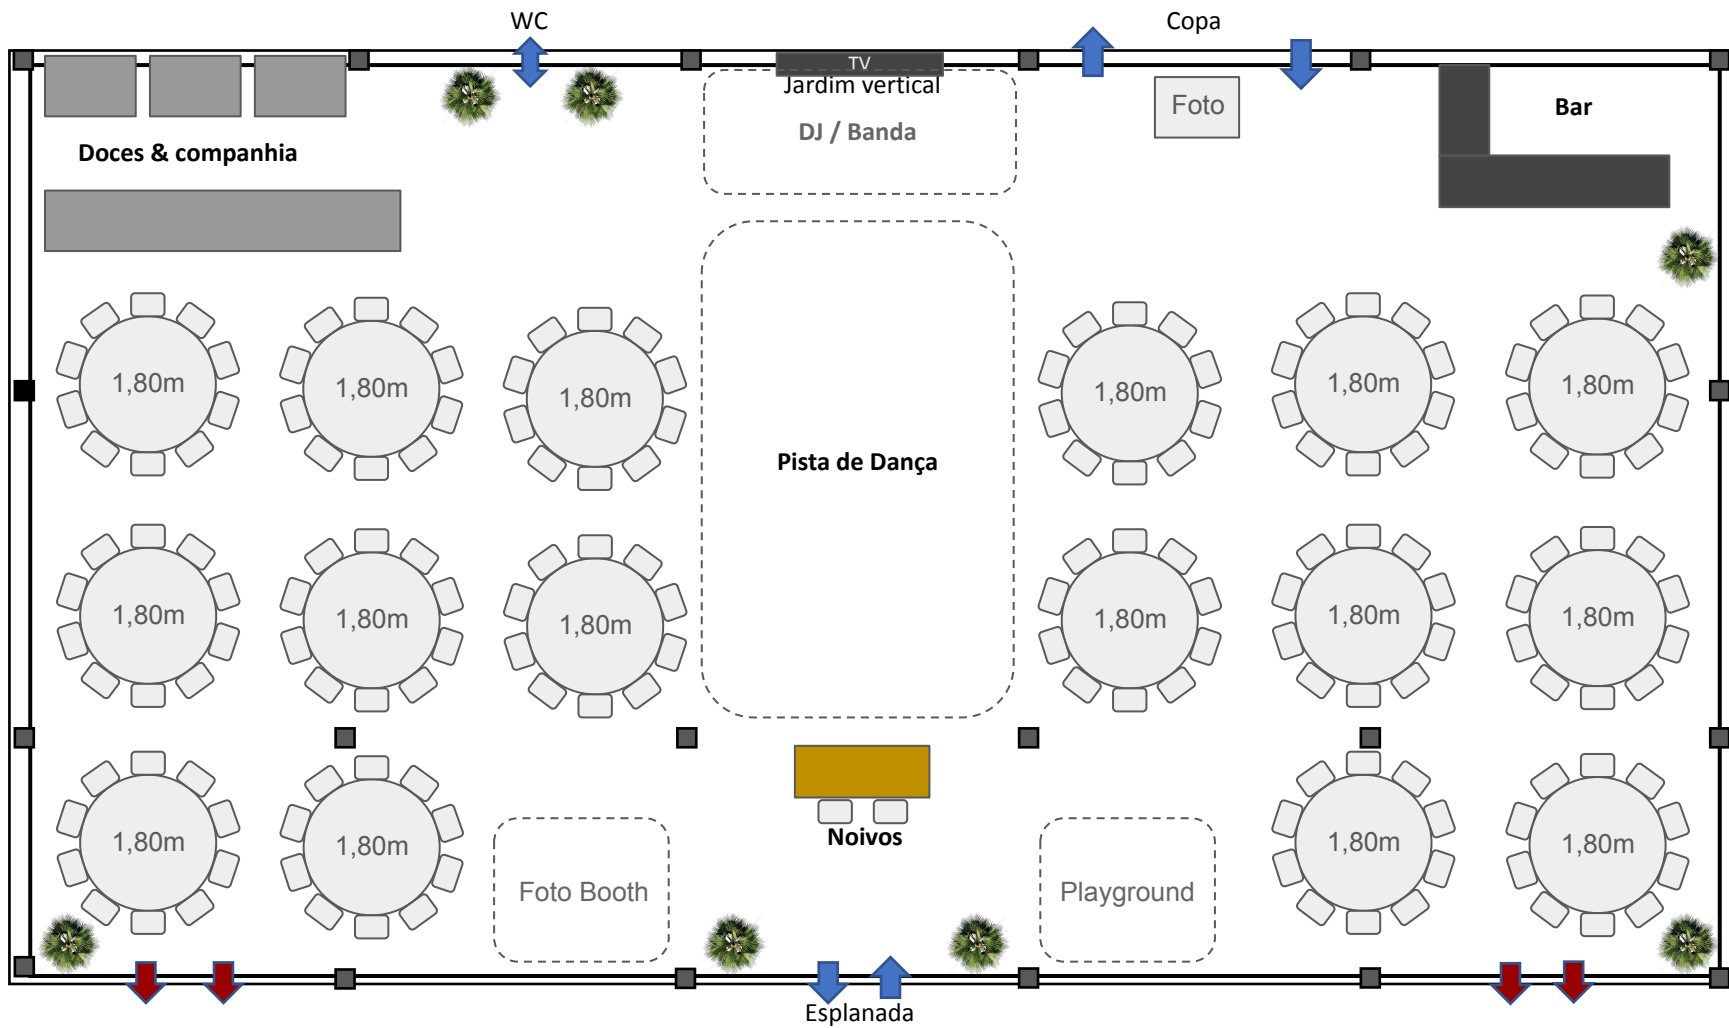 WC
Copa
TV
Jardim vertical
DJ / Banda
Foto
Bar
Doces & companhia
1,80m
1,80m
1,80m
1,80m
1,80m
1,80m
Pista de Dança
1,80m
1,80m
1,80m
1,80m
1,80m
1,80m
1,80m
1,80m
Noivos
1,80m
1,80m
Foto Booth
Playground
Esplanada